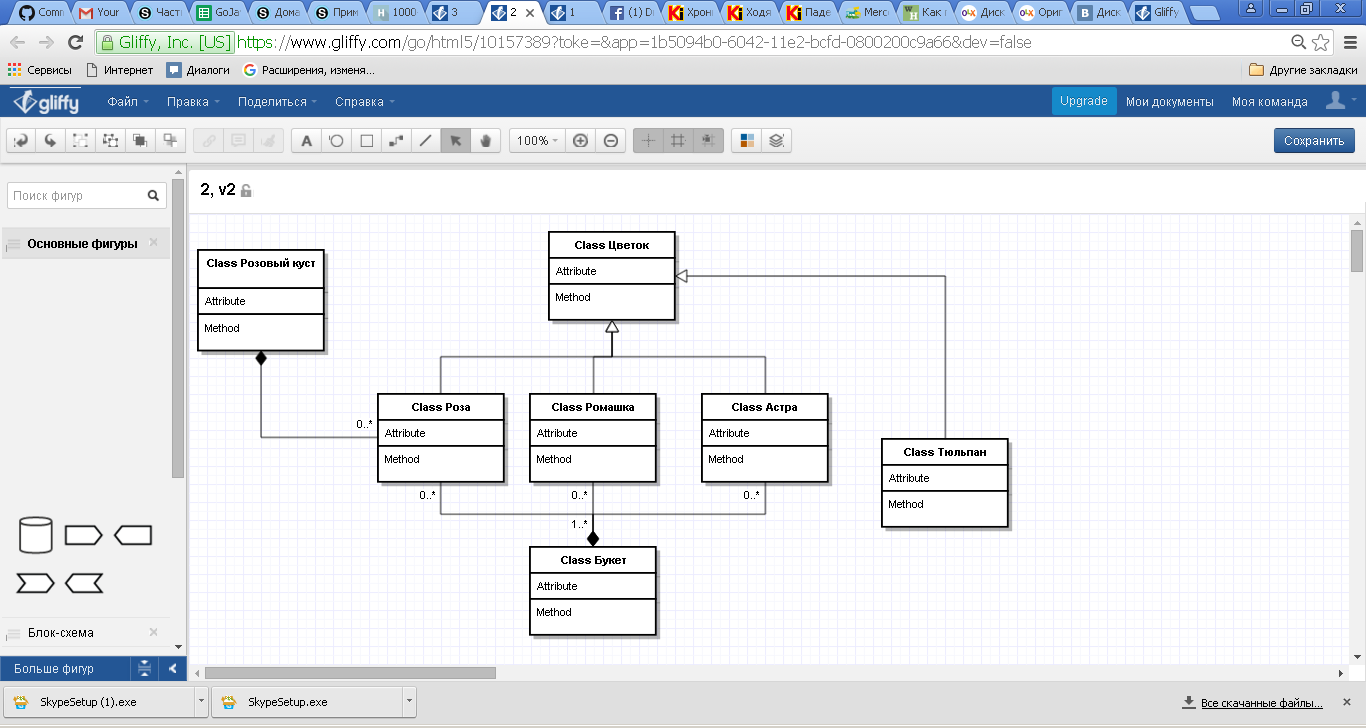 Comm
Your
Част
GoJa
Дома
Прим
1000
3
2
1
(1) D
Хрон
Ходя
Паде
Merc
Как
Диск
Ориг
Диск
Gliffy
Gliffy, Inc. [US] https://www.gliffy.com/go/html5/10157389?toke=&app=1b5094b0-6042-11e2-bcfd-0800200c9a66&dev=false
Сервисы Интернет Диалоги Расширения, изменя... Другие закладки
gliffy Файл Правка Поделиться Справка Upgrade Мои документы Моя команда
A 100% Сохранить
Поиск фигур
2, v2
Основные фигуры
Class Розовый куст
Attribute
Method
Class Цветок
Attribute
Method
0..*
Class Роза
Attribute
Method
Class Ромашка
Attribute
Method
Class Астра
Attribute
Method
Class Тюльпан
Attribute
Method
0..* 0..* 0..*
1..*
Class Букет
Attribute
Method
Блок-схема
Больше фигур
SkypeSetup (1).exe SkypeSetup.exe Все скачанные файлы...